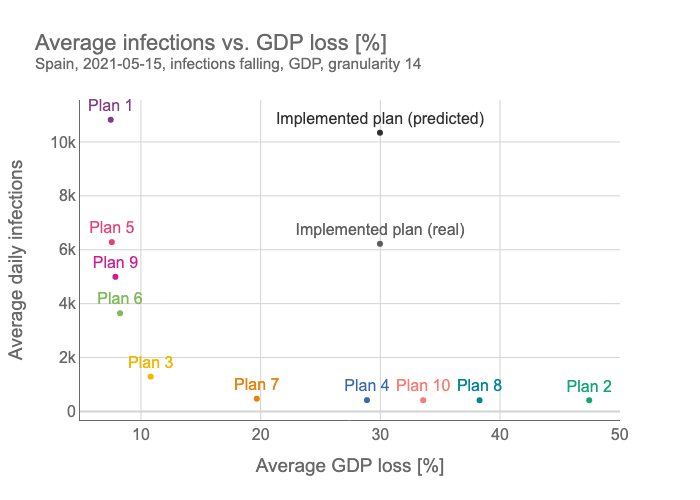 Average infections vs. GDP loss [%]
Spain, 2021-05-15, infections falling, GDP, granularity 14
Plan 1
Implemented plan (predicted)
10k
8k
Plan 5
Implemented plan (real)
6k
Plan 9
Plan 6
4k
2k
Plan 3
Plan 7
Plan 4
Plan 10
Plan 8
Plan 2
0
Average daily infections
10
20
30
40
50
Average GDP loss [%]